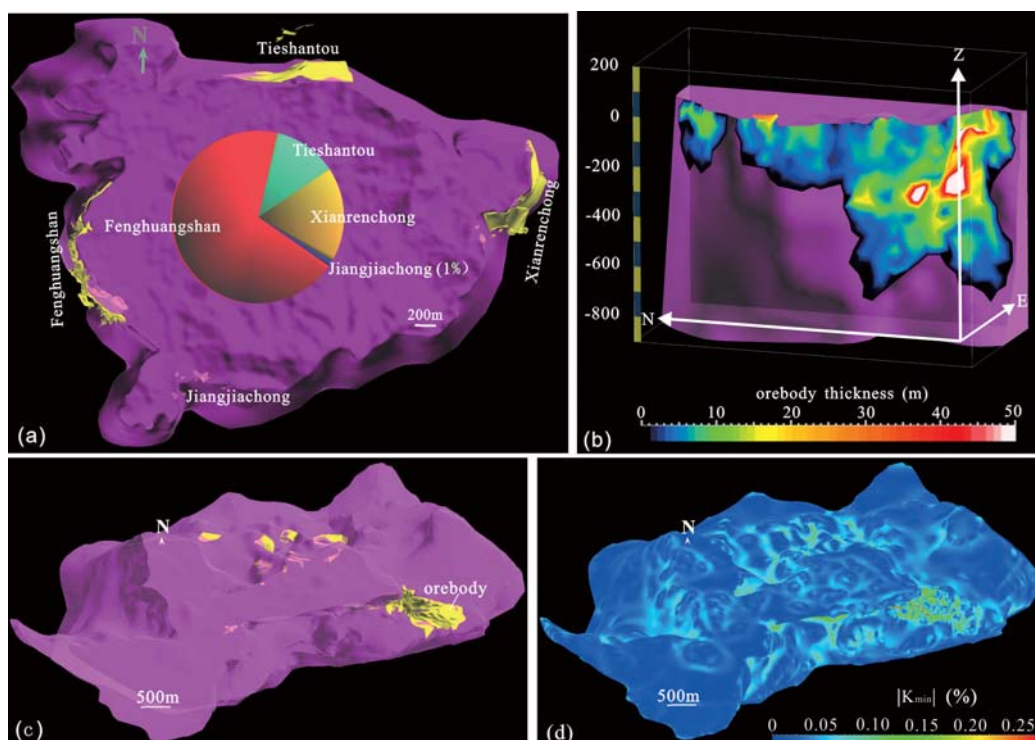 N
Tieshantou
Tieshantou
Xianrenchong
Fenghuangshan
Jiangjiachong (1%)
Fenghuangshan
Xianrenchong
200m
Jiangjiachong
(a)
200
0
-200
-400
-600
-800
Z
N
E
orebody thickness (m)
0 10 20 30 40 50
(b)
N
orebody
500m
(c)
N
500m
|Kmin| (%)
0 0.05 0.10 0.15 0.20 0.25
(d)